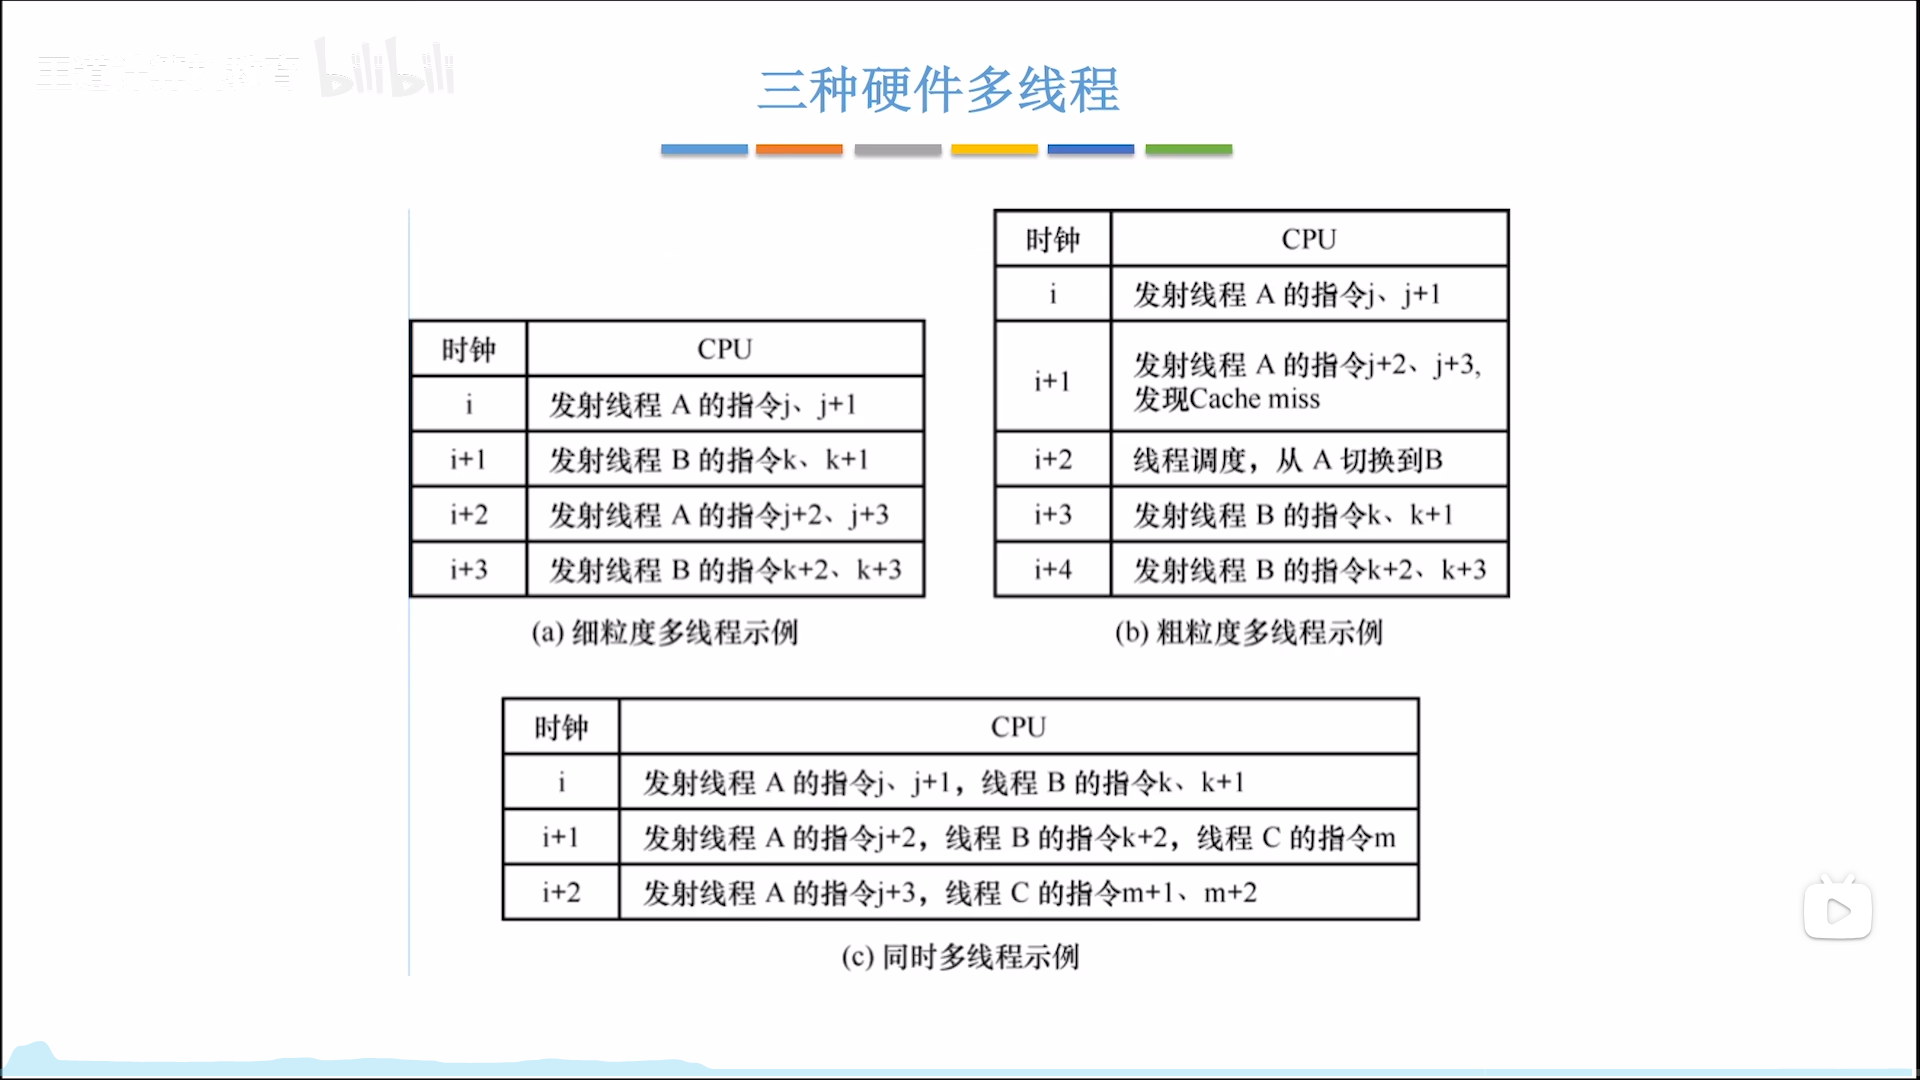 bilibili
三种硬件多线程
时钟 CPU
i 发射线程 A 的指令j、j+1
i+1 发射线程 B 的指令k、k+1
i+2 发射线程 A 的指令j+2、j+3
i+3 发射线程 B 的指令k+2、k+3
(a) 细粒度多线程示例
时钟 CPU
i 发射线程 A 的指令j、j+1
i+1 发射线程 A 的指令j+2、j+3,
发现Cache miss
i+2 线程调度，从 A 切换到B
i+3 发射线程 B 的指令k、k+1
i+4 发射线程 B 的指令k+2、k+3
(b) 粗粒度多线程示例
时钟 CPU
i 发射线程 A 的指令j、j+1，线程 B 的指令k、k+1
i+1 发射线程 A 的指令j+2，线程 B 的指令k+2，线程 C 的指令m
i+2 发射线程 A 的指令j+3，线程 C 的指令m+1、m+2
(c) 同时多线程示例